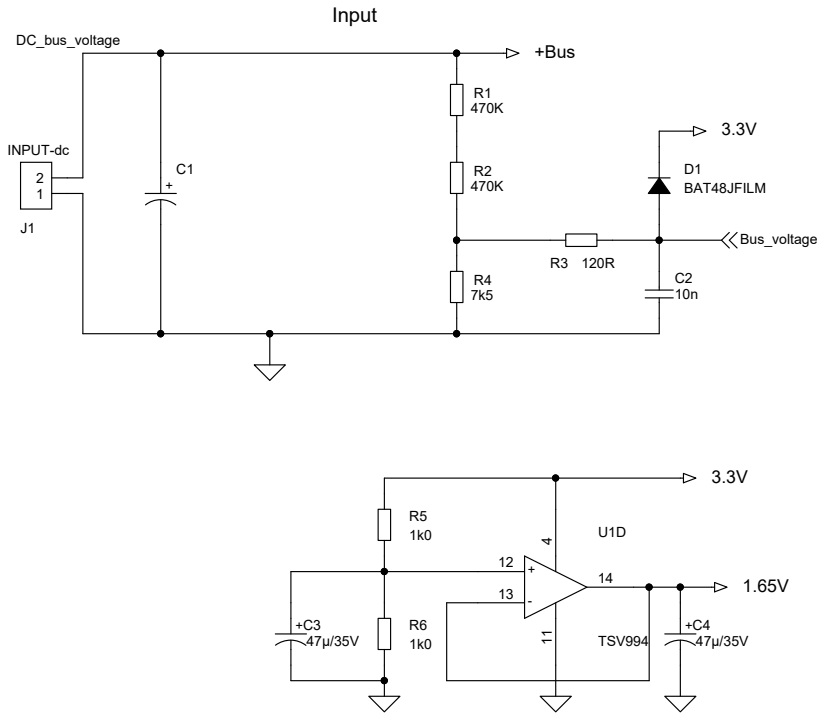 Input
DC_bus_voltage
+Bus
R1
470K
3.3V
INPUT-dc
2
1
J1
C1
+
R2
470K
D1
BAT48JFILM
Bus_voltage
R3 120R
R4
7k5
C2
10n
3.3V
R5
1k0
4
U1D
12
+
14
1.65V
13
-
+C3
47µ/35V
R6
1k0
11
TSV994
+C4
47µ/35V